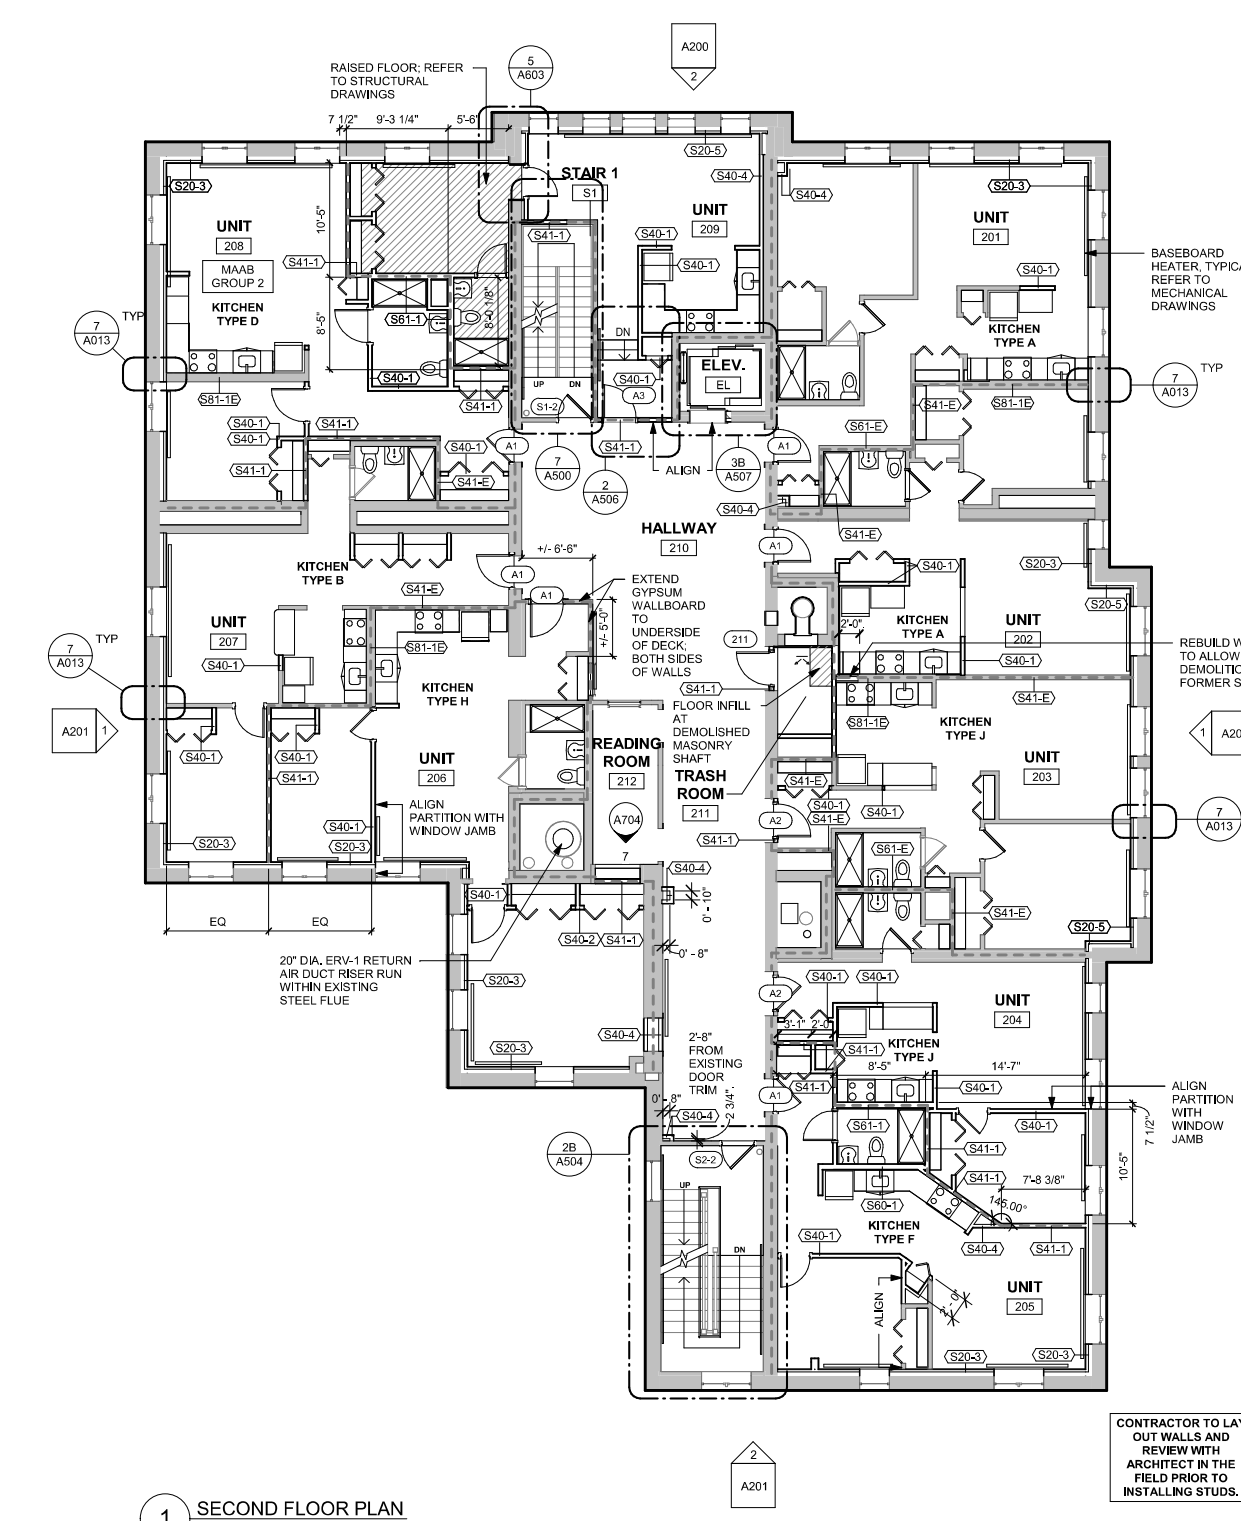 A200
2
5
A603
RAISED FLOOR; REFER
TO STRUCTURAL
DRAWINGS
7 1/2"
9'-3 1/4"
5'-6"
S20-5
S20-3
STAIR 1
S1
S40-4
S40-4
S20-3
UNIT
208
MAAB
GROUP 2
KITCHEN
TYPE D
10'-5"
S41-1
S41-1
UNIT
209
S40-1
S40-1
UNIT
201
S40-1
KITCHEN
TYPE A
BASEBOARD
HEATER, TYPICA
REFER TO
MECHANICAL
DRAWINGS
7
A013
TYP
8'-5"
S61-1
8'-0 1/8"
DN
ELEV.
EL
7
A013
TYP
S81-1E
S40-1
S41-1
UP
DN
S1-2
S40-1
A3
S41-E
S81-1E
S40-1
S40-1
S41-1
S41-1
S40-1
S41-E
A1
S41-1
ALIGN
A1
S61-E
7
A500
2
A506
3B
A507
S40-4
S41-E
HALLWAY
210
A1
+/- 6'-6"
KITCHEN
TYPE B
S41-E
A1
A1
EXTEND
GYPSUM
WALLBOARD
TO
UNDERSIDE
OF DECK;
BOTH SIDES
OF WALLS
+/- 5'-0"
S40-1
KITCHEN
TYPE A
2'-0"
UNIT
202
S20-3
S20-5
S40-1
UNIT
207
S40-1
S81-1E
211
7
A013
TYP
A201
1
KITCHEN
TYPE H
S41-1
FLOOR INFILL
AT
DEMOLISHED
MASONRY
SHAFT
REBUILD W
TO ALLOW
DEMOLITIO
FORMER S
S41-E
S81-1E
KITCHEN
TYPE J
1
A20
S40-1
S40-1
S41-1
UNIT
206
READING
ROOM
212
TRASH
ROOM
211
S41-E
UNIT
203
ALIGN
PARTITION WITH
WINDOW JAMB
S40-1
S20-3
S20-3
A704
7
A2
S40-1
S41-E
S40-1
S41-1
7
A013
S61-E
S40-4
S40-1
0' - 10"
S41-E
EQ
EQ
S40-2
S41-1
0' - 8"
S20-5
20" DIA. ERV-1 RETURN
AIR DUCT RISER RUN
WITHIN EXISTING
STEEL FLUE
S20-3
S40-1
S40-1
A2
UNIT
204
S40-4
2'-8"
FROM
EXISTING
DOOR
TRIM
3'-1"
2'-0"
KITCHEN
TYPE J
S41-1
8'-5"
14'-7"
S20-3
S41-1
S40-1
A1
0' - 8"
S40-4
2 3/4"
ALIGN
PARTITION
WITH
WINDOW
JAMB
7 1/2"
S61-1
S40-1
2B
A504
S2-2
S41-1
S41-1
7'-8 3/8"
10'-5"
UP
S60-1
145.00°
KITCHEN
TYPE F
S40-1
S40-4
S41-1
DN
UNIT
205
ALIGN
2' - 0"
S20-3
S20-3
CONTRACTOR TO LAY
OUT WALLS AND
REVIEW WITH
ARCHITECT IN THE
FIELD PRIOR TO
INSTALLING STUDS.
2
A201
1
SECOND FLOOR PLAN